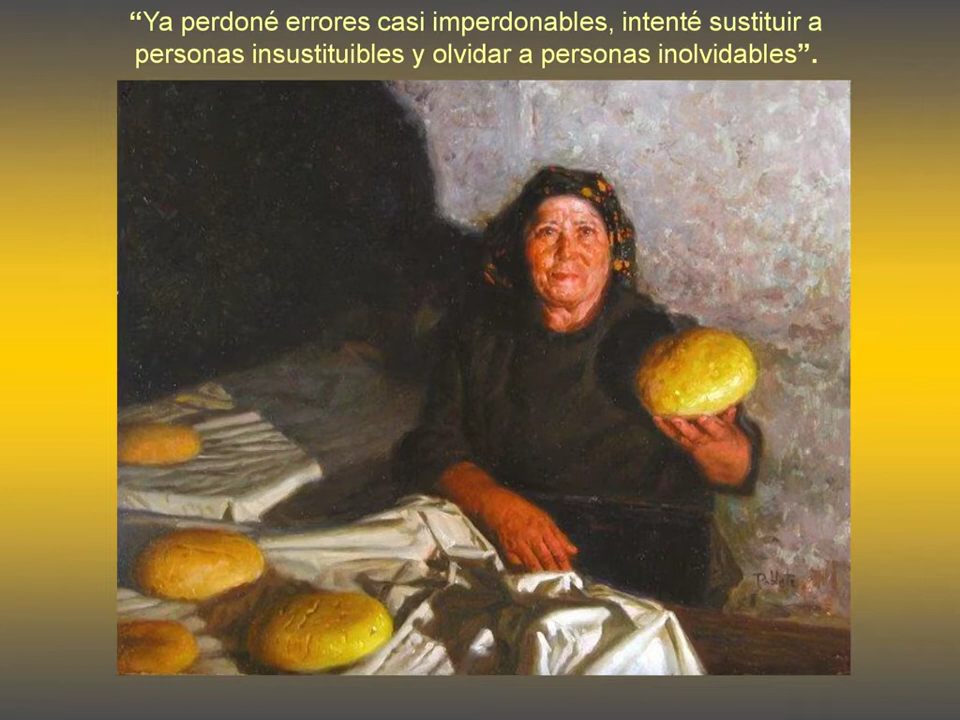 “Ya perdoné errores casi imperdonables, intenté sustituir a
personas insustituibles y olvidar a personas inolvidables”.